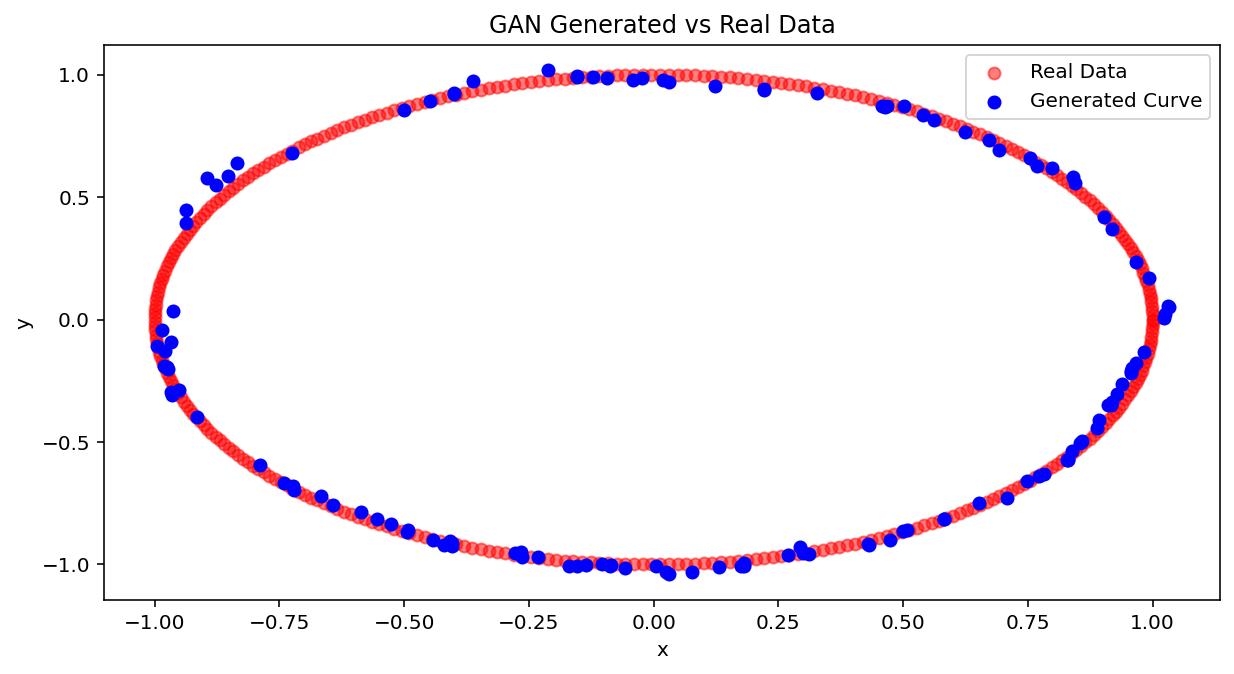 GAN Generated vs Real Data
Real Data
Generated Curve
1.0
0.5
0.0
−0.5
−1.0
y
−1.00 −0.75 −0.50 −0.25 0.00 0.25 0.50 0.75 1.00
x